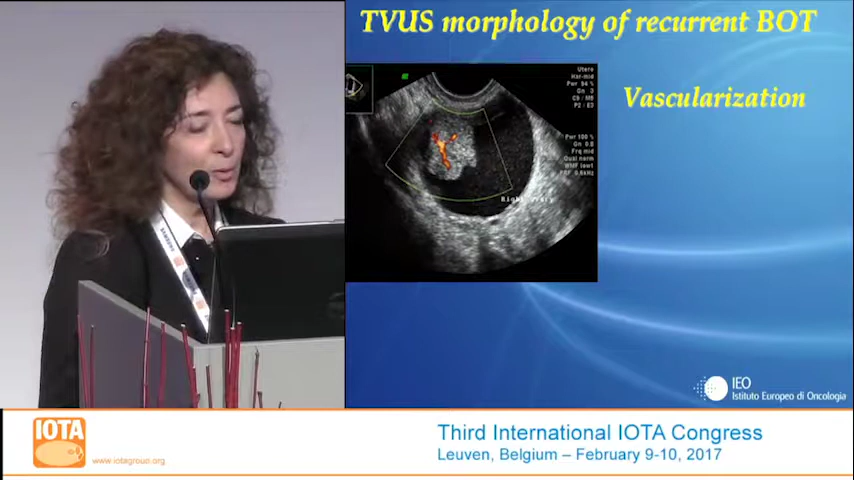 TVUS morphology of recurrent BOT
Vascularization
Utero
Har-mid
Pwr 94 %
Gn 3
C9 / M8
P2 / E3
Pwr 100 %
Gn 0.8
Frq mid
Qual norm
WMF low1
PRF 0.6kHz
Right Ovary
IEO
Istituto Europeo di Oncologia
IOTA
www.iotagroup.org
Third International IOTA Congress
Leuven, Belgium – February 9-10, 2017